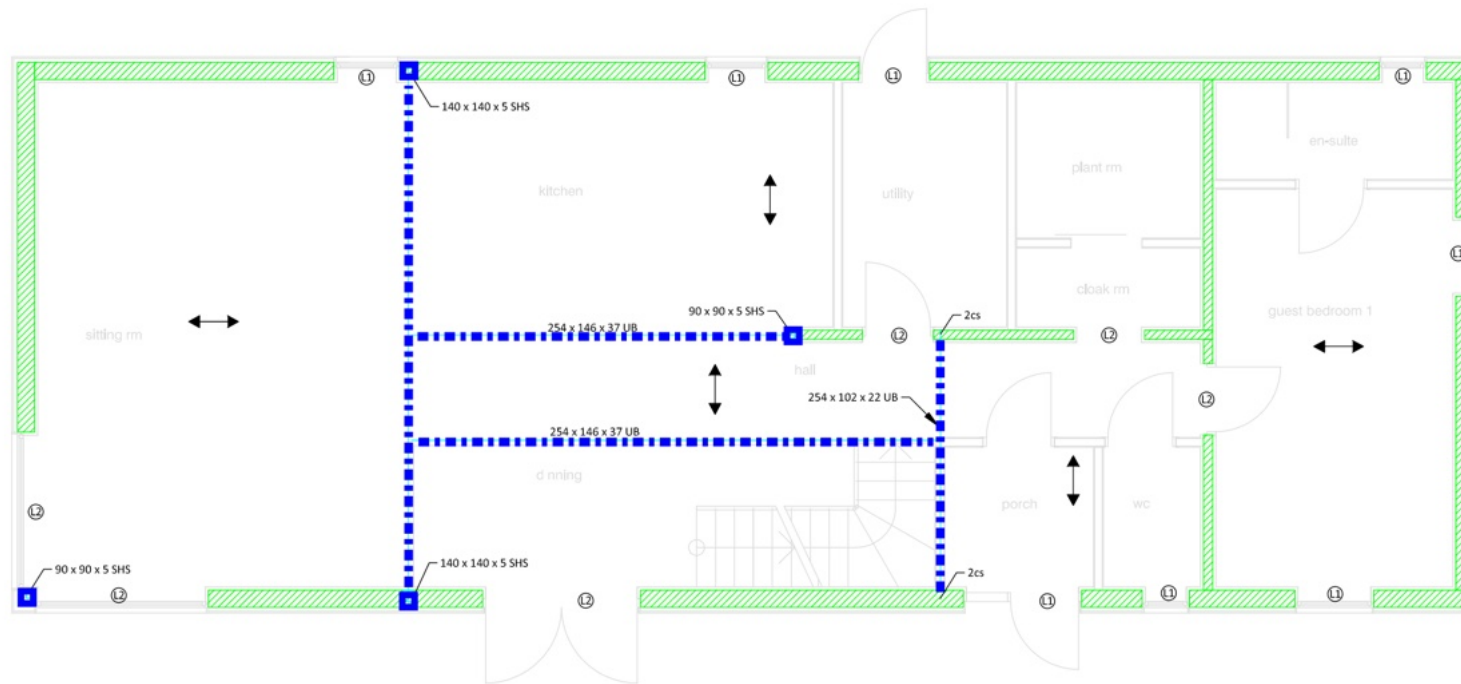 L1
L1
L1
L1
140 x 140 x 5 SHS
en-suite
plant rm
kitchen
utility
L1
cloak rm
90 x 90 x 5 SHS
guest bedroom 1
2cs
254 x 146 x 37 UB
sitting rm
L2
L2
hall
254 x 102 x 22 UB
L2
254 x 146 x 37 UB
d nning
porch
wc
L2
90 x 90 x 5 SHS
140 x 140 x 5 SHS
2cs
L2
L2
L1
L1
L1